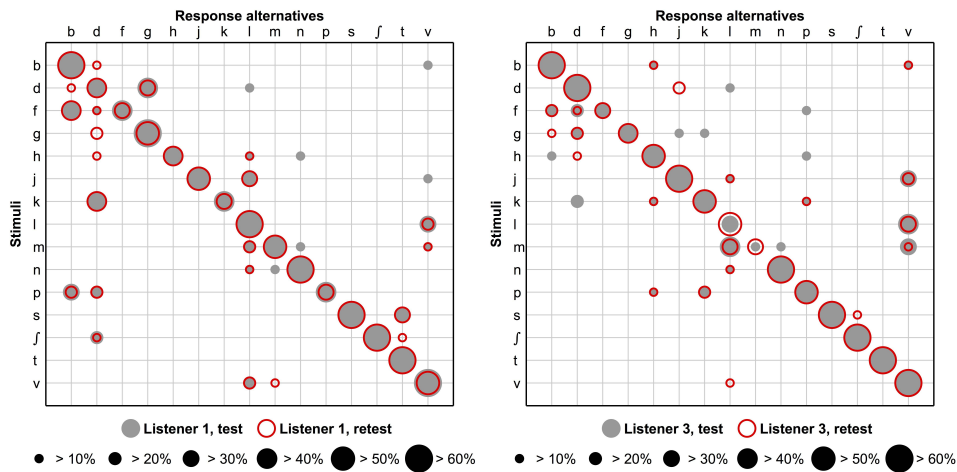 Response alternatives
b d f g h j k l m n p s ʃ t v
Stimuli
b
d
f
g
h
j
k
l
m
n
p
s
ʃ
t
v
Listener 1, test Listener 1, retest
> 10% > 20% > 30% > 40% > 50% > 60%
Response alternatives
b d f g h j k l m n p s ʃ t v
Stimuli
b
d
f
g
h
j
k
l
m
n
p
s
ʃ
t
v
Listener 3, test Listener 3, retest
> 10% > 20% > 30% > 40% > 50% > 60%